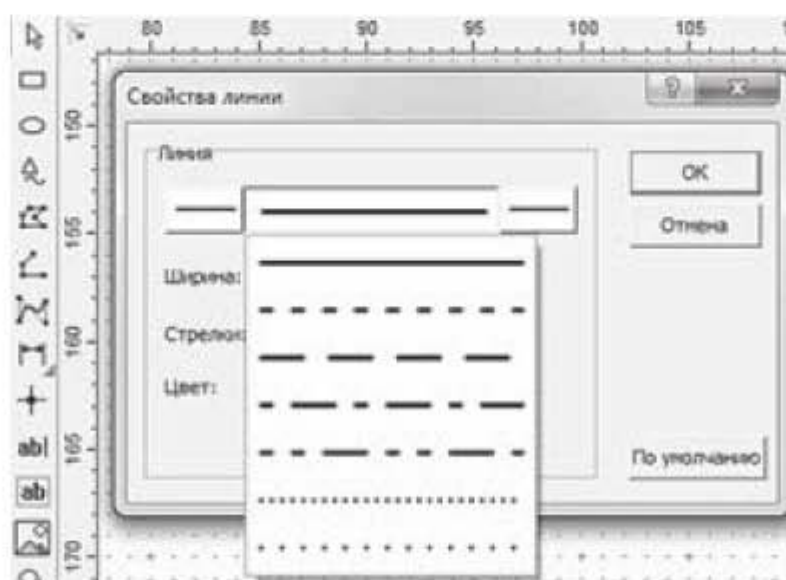 80 85 90 95 100 105
Свойства линии
?
Линия
OK
Отмена
Ширина:
Стрелки:
Цвет:
По умолчанию
150
155
160
165
170
ab|
ab